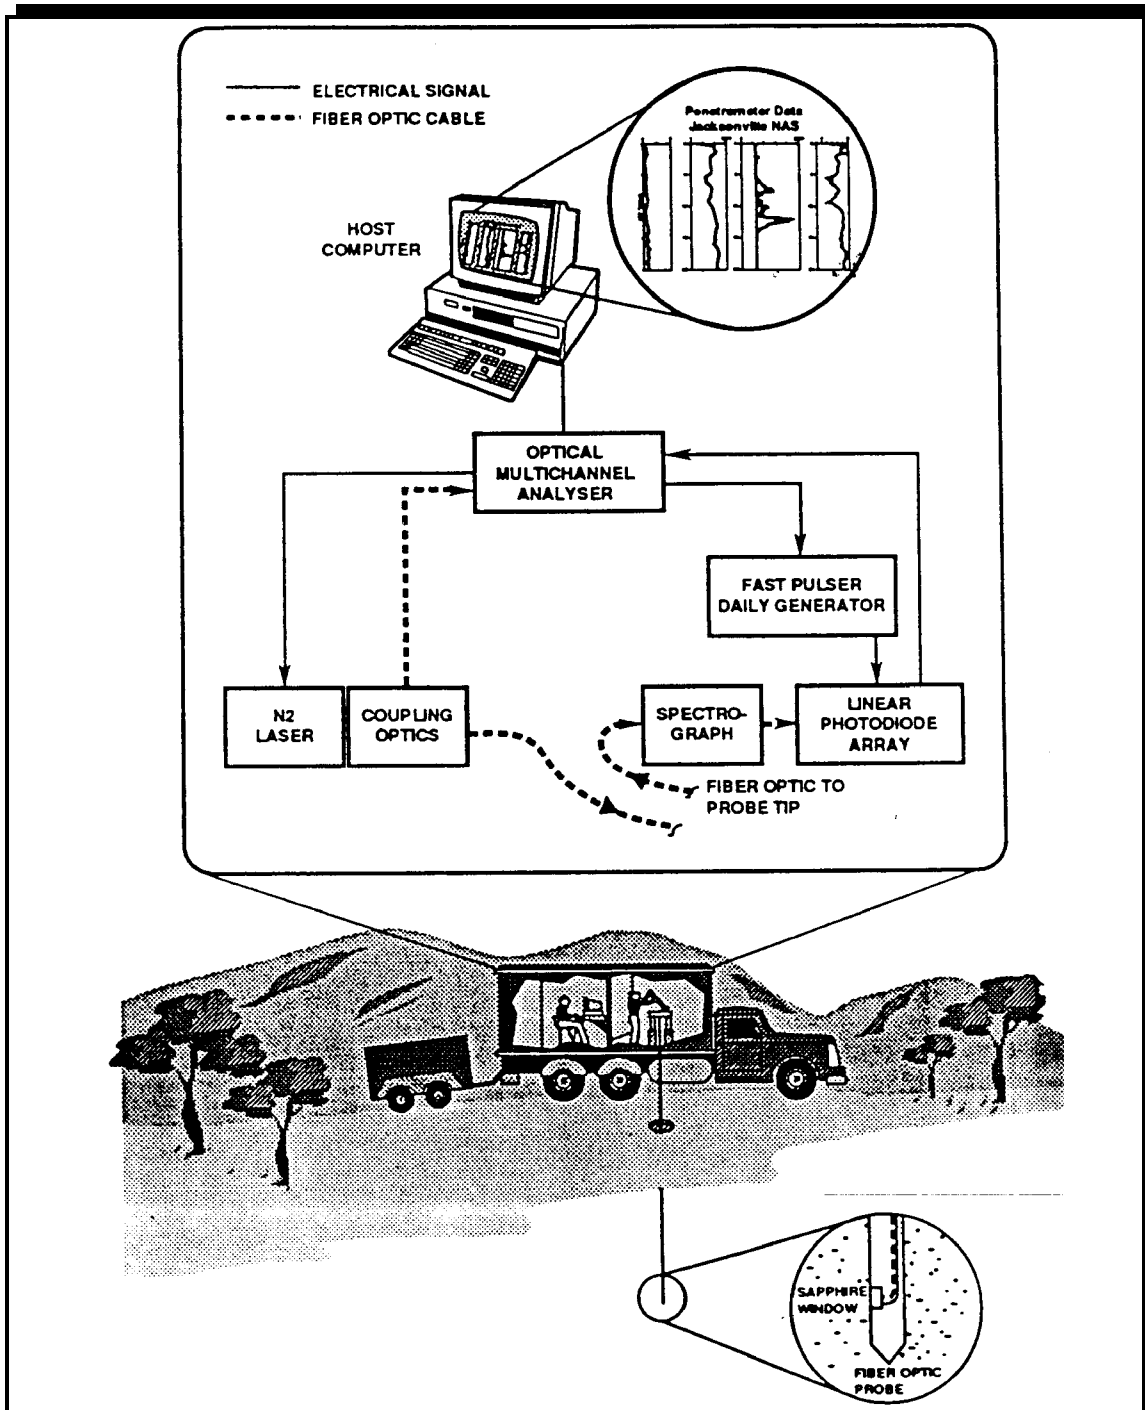 ELECTRICAL SIGNAL
FIBER OPTIC CABLE
Penetrometer Data
Jacksonville NAS
HOST
COMPUTER
OPTICAL
MULTICHANNEL
ANALYSER
FAST PULSER
DAILY GENERATOR
N2
LASER
COUPLING
OPTICS
SPECTRO-
GRAPH
LINEAR
PHOTODIODE
ARRAY
FIBER OPTIC TO
PROBE TIP
SAPPHIRE
WINDOW
FIBER OPTIC
PROBE